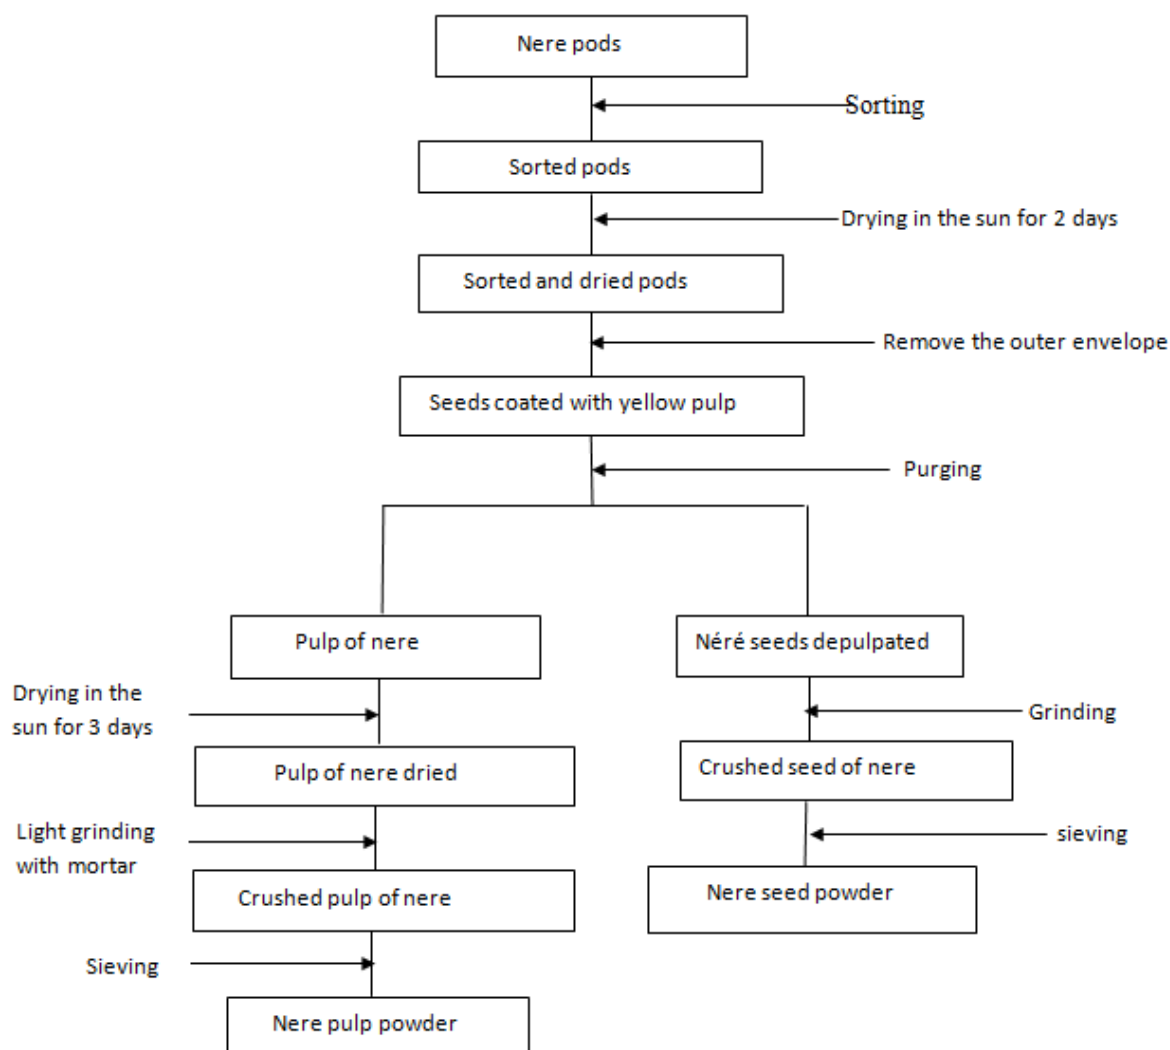 Nere pods
Sorting
Sorted pods
Drying in the sun for 2 days
Sorted and dried pods
Remove the outer envelope
Seeds coated with yellow pulp
Purging
Pulp of nere
Néré seeds depulpated
Drying in the
sun for 3 days
Grinding
Pulp of nere dried
Crushed seed of nere
Light grinding
with mortar
sieving
Crushed pulp of nere
Nere seed powder
Sieving
Nere pulp powder